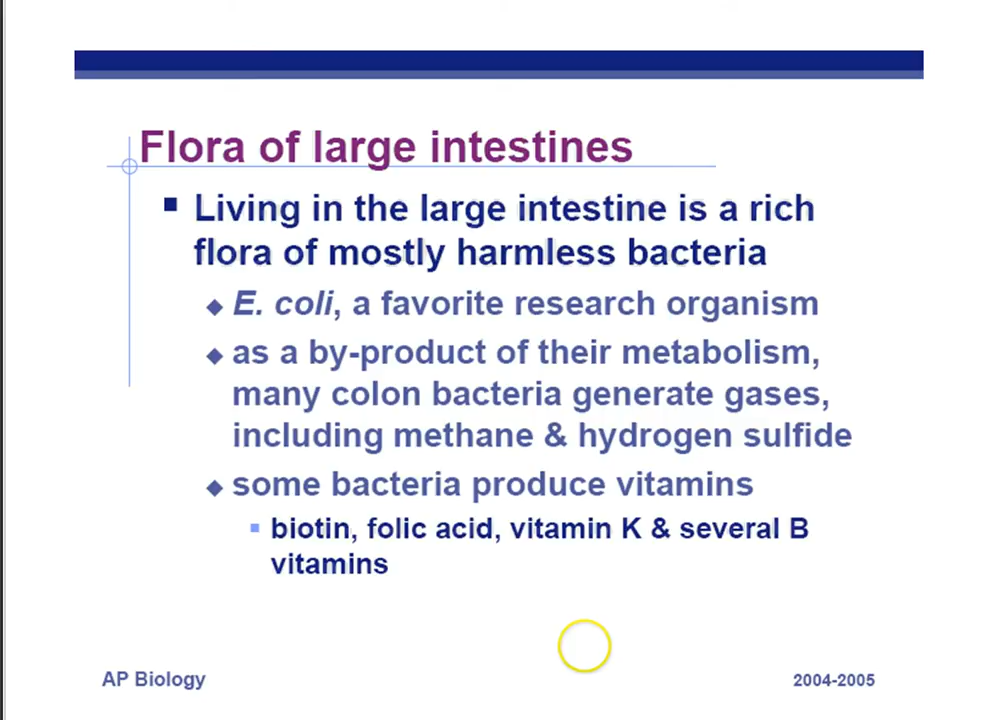 Flora of large intestines
Living in the large intestine is a rich
flora of mostly harmless bacteria
E. coli, a favorite research organism
as a by-product of their metabolism,
many colon bacteria generate gases,
including methane & hydrogen sulfide
some bacteria produce vitamins
biotin, folic acid, vitamin K & several B
vitamins
AP Biology
2004-2005